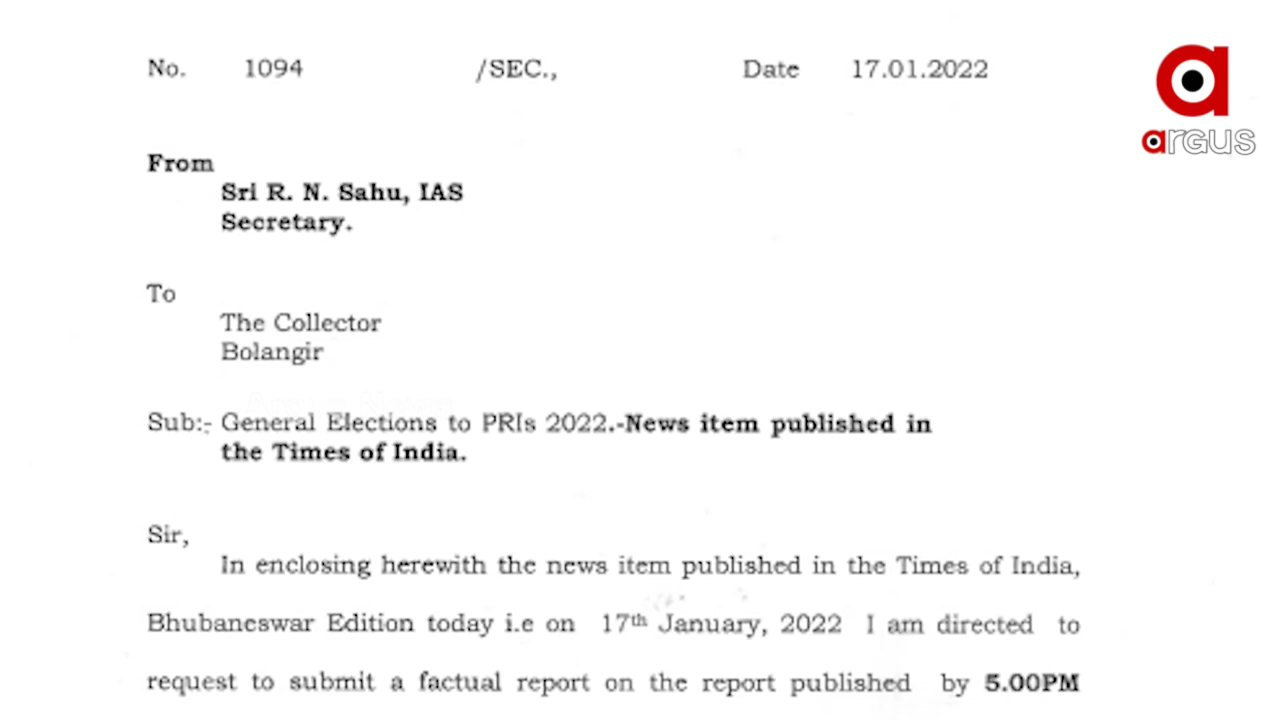 No. 1094 /SEC., Date 17.01.2022
argus
From
Sri R. N. Sahu, IAS
Secretary.
To
The Collector
Bolangir
Sub:- General Elections to PRIs 2022.-News item published in
the Times of India.
Sir,
In enclosing herewith the news item published in the Times of India,
Bhubaneswar Edition today i.e on 17th January, 2022 I am directed to
request to submit a factual report on the report published by 5.00PM